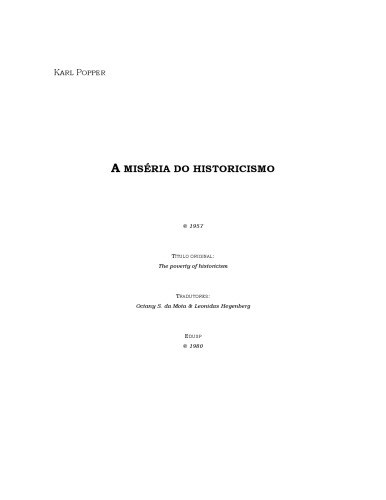 Karl Popper
A miséria do historicismo
© 1957
Título original:
The poverty of historicism
Tradutores:
Octany S. da Mota & Leonidas Hegenberg
Edusp
© 1980